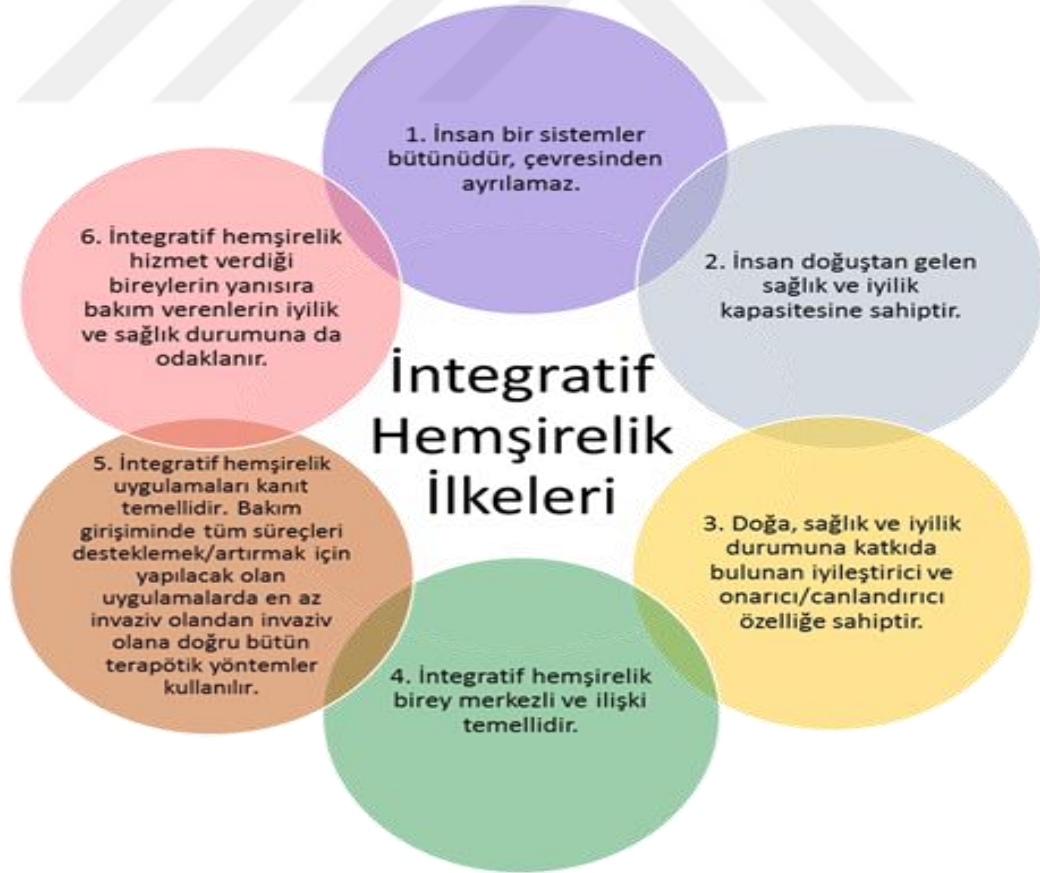 1. İnsan bir sistemler
bütünüdür, çevresinden
ayrılamaz.
2. İnsan doğuştan gelen
sağlık ve iyilik
kapasitesine sahiptir.
3. Doğa, sağlık ve iyilik
durumuna katkıda
bulunan iyileştirici ve
onarıcı/canlandırıcı
özelliğe sahiptir.
4. İntegratif hemşirelik
birey merkezli ve ilişki
temellidir.
5. İntegratif hemşirelik
uygulamaları kanıt
temellidir. Bakım
girişiminde tüm süreçleri
desteklemek/artırmak için
yapılacak olan
uygulamalarda en az
invaziv olandan invaziv
olana doğru bütün
terapötik yöntemler
kullanılır.
6. İntegratif hemşirelik
hizmet verdiği
bireylerin yanısıra
bakım verenlerin iyilik
ve sağlık durumuna da
odaklanır.
İntegratif
Hemşirelik
İlkeleri